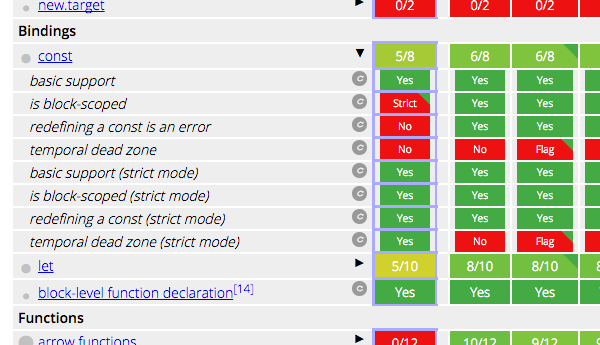 new.target 0/2 0/2 0/2
Bindings
const 5/8 6/8 6/8
basic support Yes Yes Yes
is block-scoped Strict Yes Yes
redefining a const is an error No Yes Yes
temporal dead zone No No Flag
basic support (strict mode) Yes Yes Yes
is block-scoped (strict mode) Yes Yes Yes
redefining a const (strict mode) Yes Yes Yes
temporal dead zone (strict mode) Yes No Flag
let 5/10 8/10 8/10 8
block-level function declaration[14] Yes Yes Yes
Functions
arrow functions 0/12 10/12 9/12 9